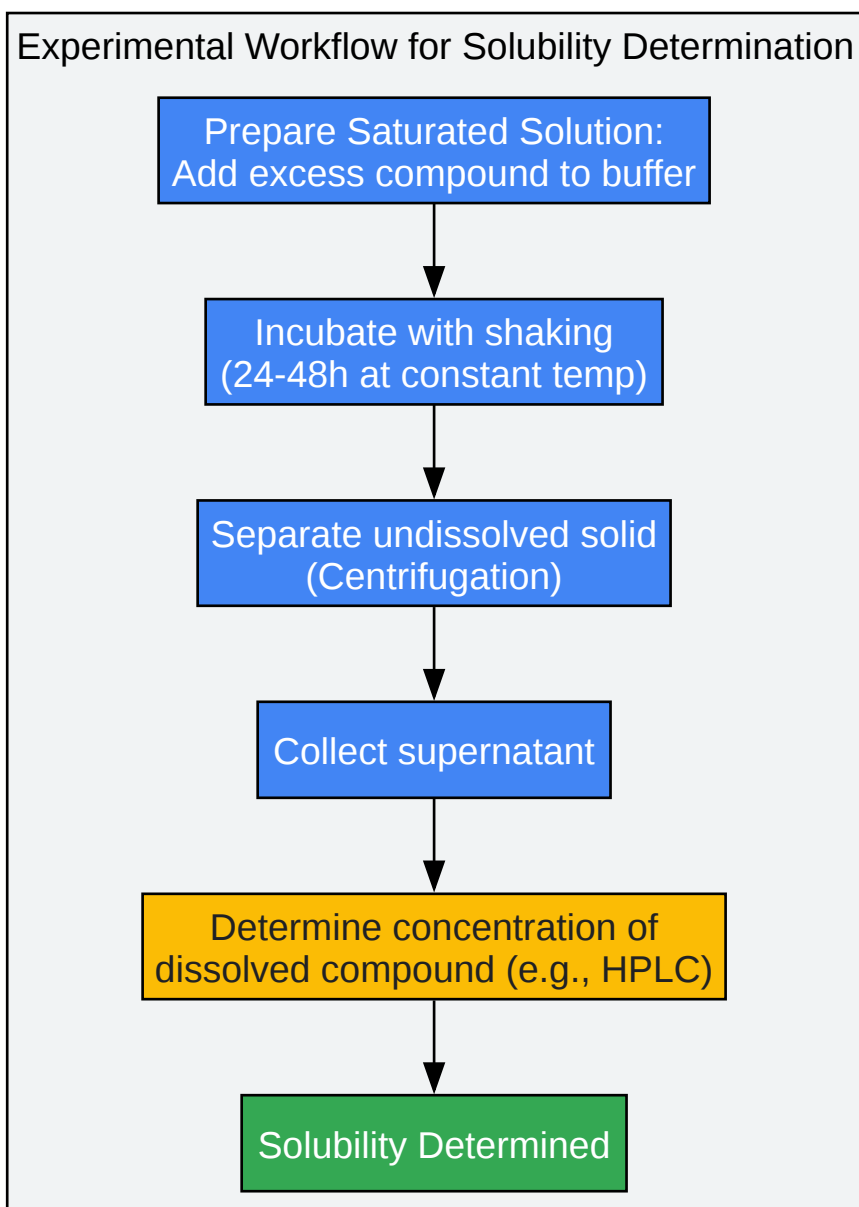 Experimental Workflow for Solubility Determination
Prepare Saturated Solution:
Add excess compound to buffer
Incubate with shaking
(24-48h at constant temp)
Separate undissolved solid
(Centrifugation)
Collect supernatant
Determine concentration of
dissolved compound (e.g., HPLC)
Solubility Determined